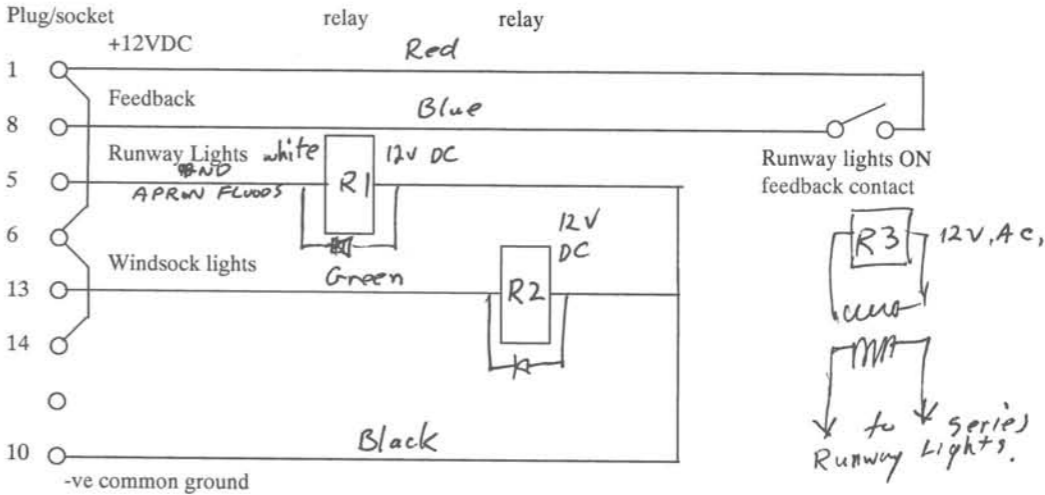 Plug/socket
relay
relay
+12VDC
Red
1
Feedback
Blue
8
Runway Lights white
12V DC
R1
Runway lights ON
feedback contact
5
AND
APRON FLOODS
6
12V
DC
R3
12V, AC,
Windsock lights
Green
13
R2
14
to series
Runway Lights.
10
Black
-ve common ground